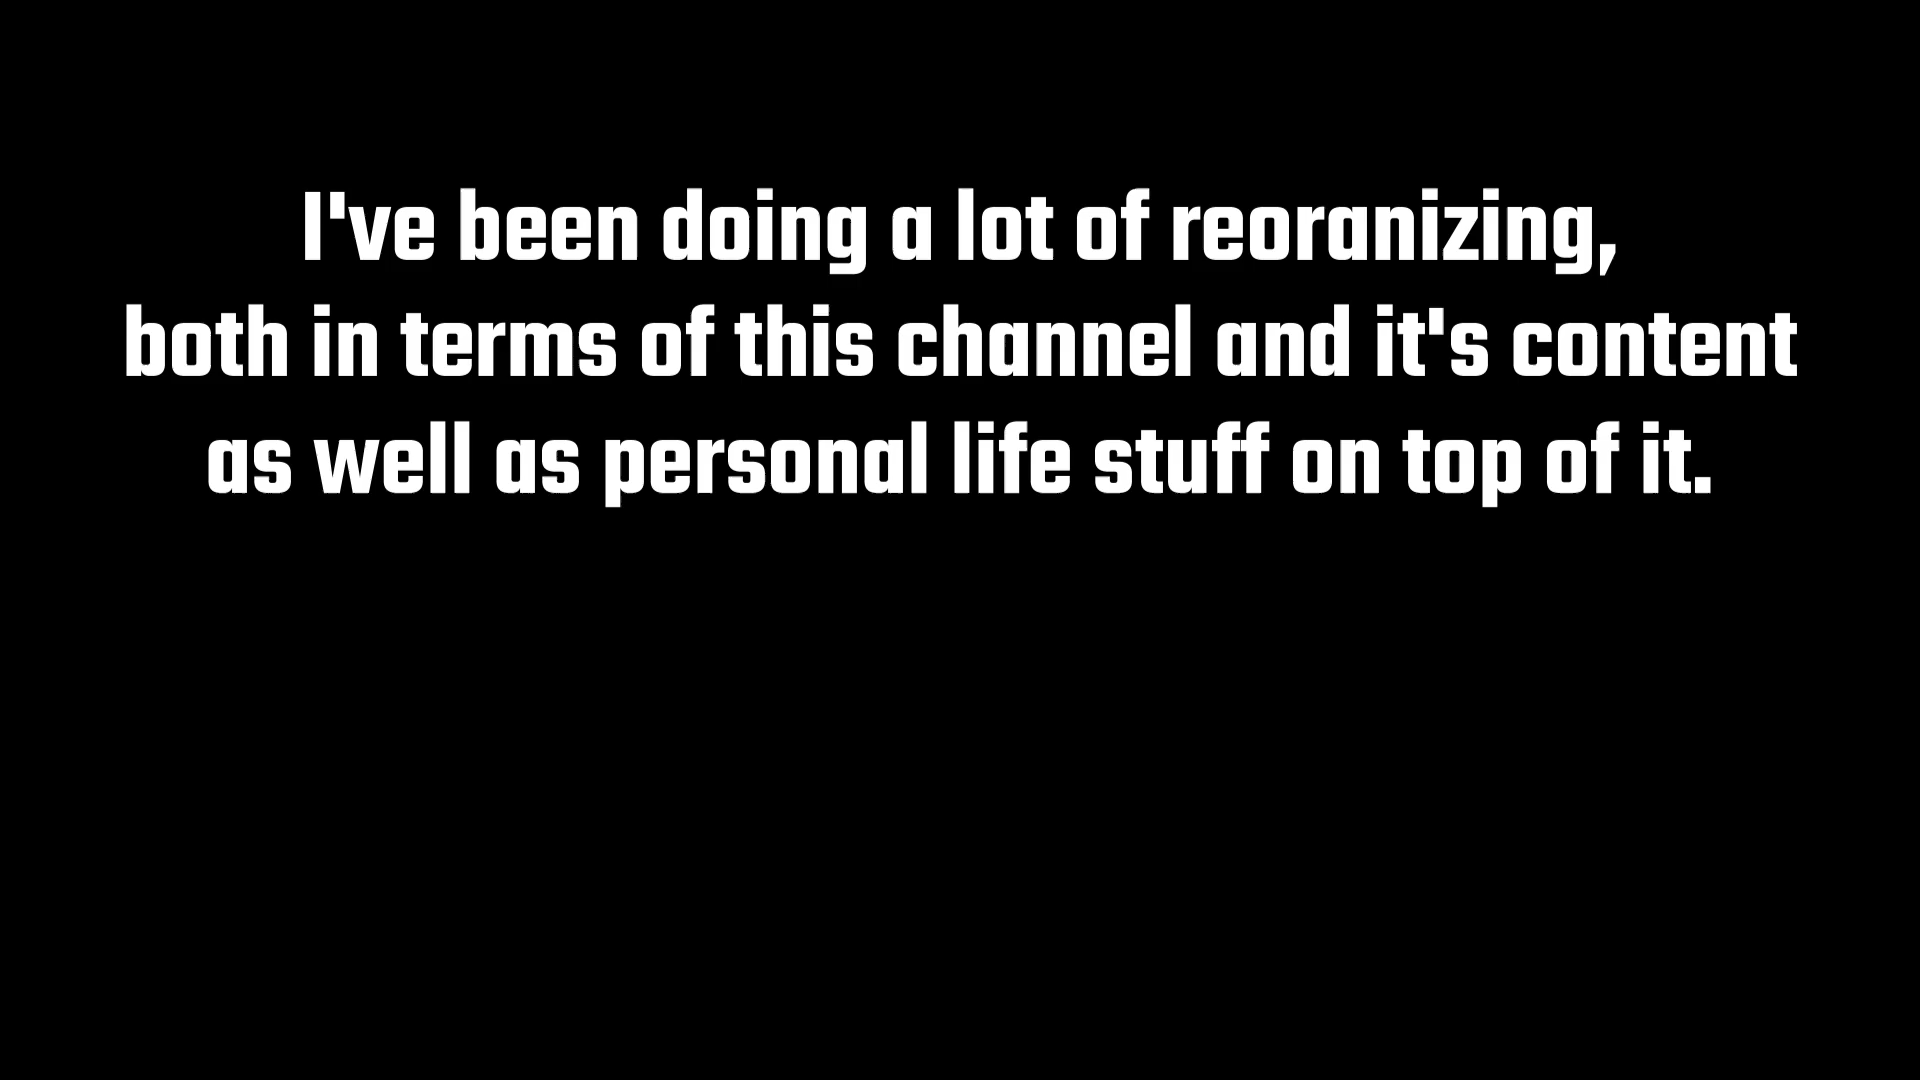 I've been doing a lot of reoranizing,
both in terms of this channel and it's content
as well as personal life stuff on top of it.